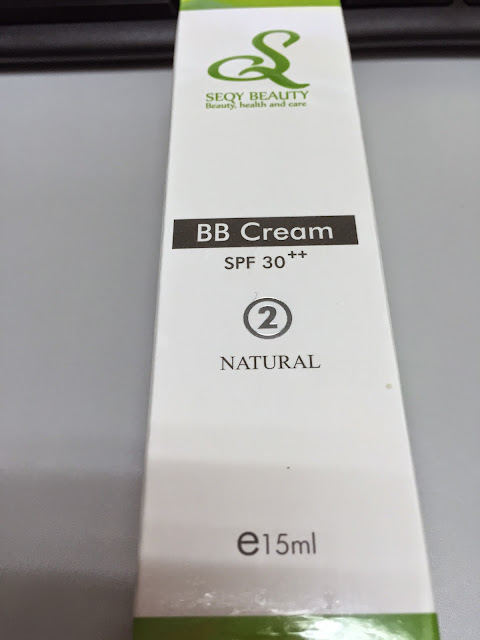 SEQY BEAUTY
Beauty, health and care
BB Cream
SPF 30++
2
NATURAL
e15ml